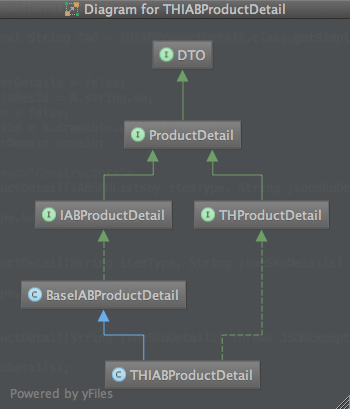 Diagram for THIABProductDetail
I DTO
I ProductDetail
I IABProductDetail
I THProductDetail
C BaseIABProductDetail
C THIABProductDetail
Powered by yFiles